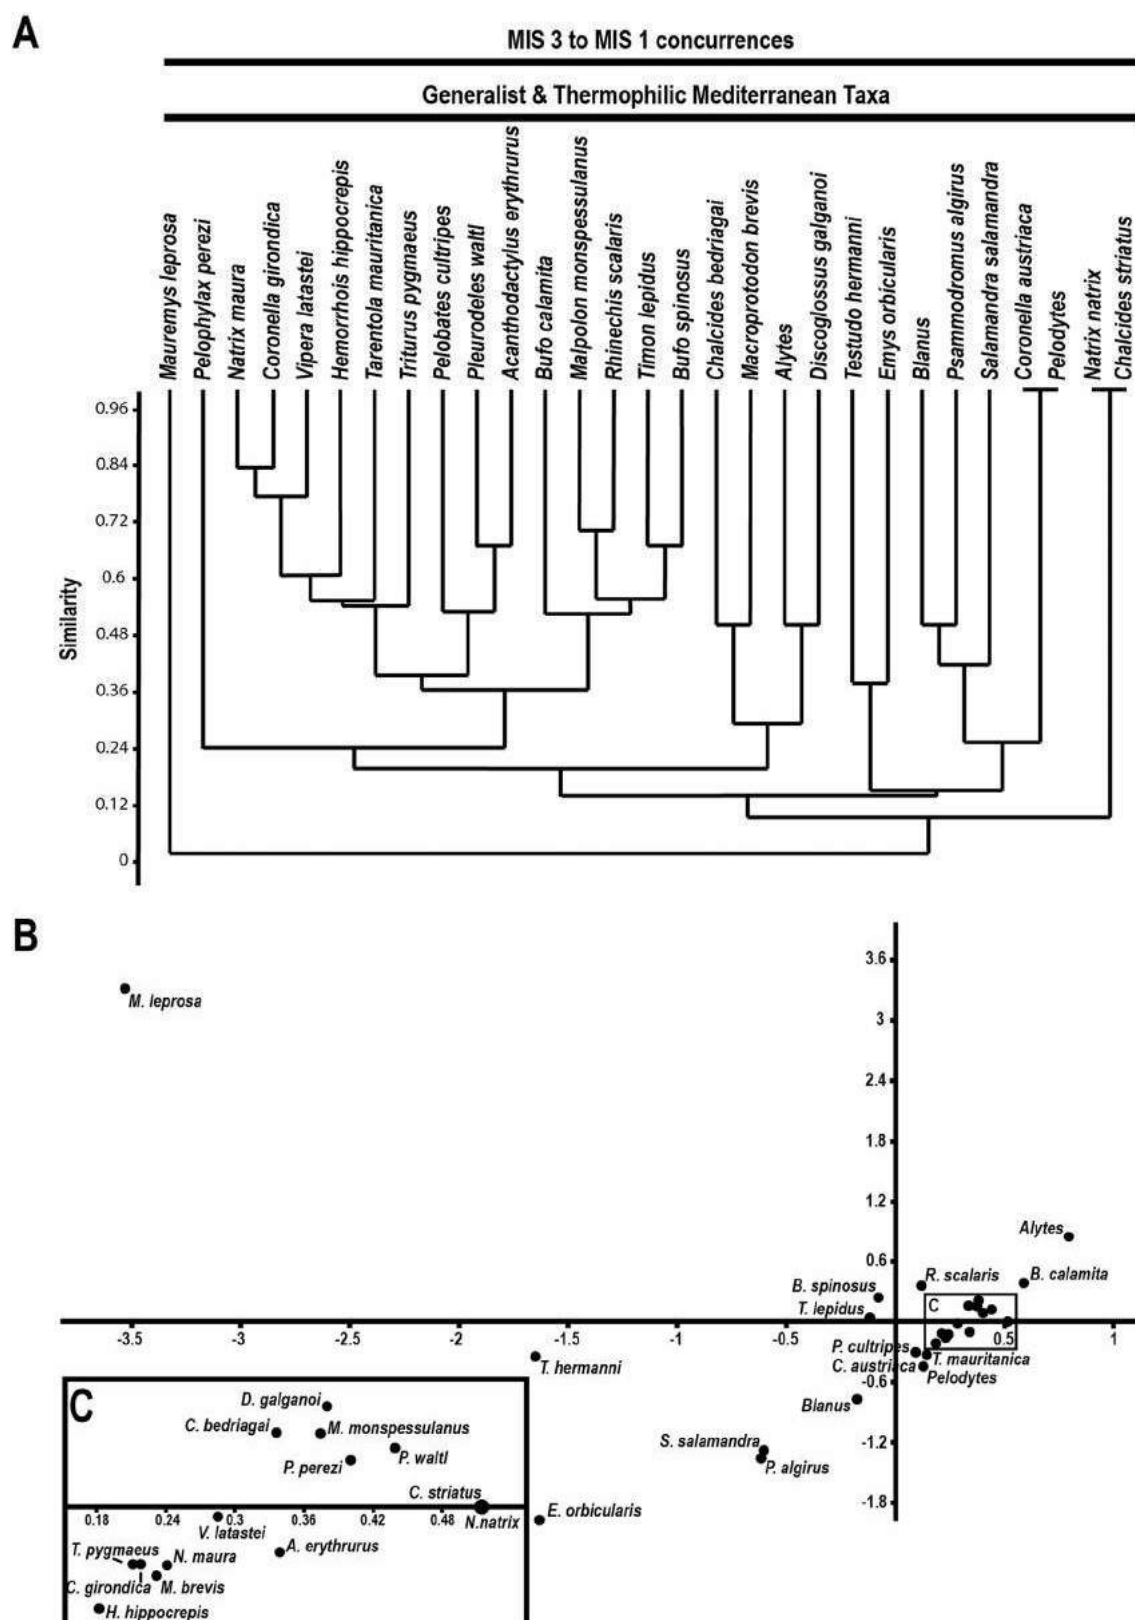 A
MIS 3 to MIS 1 concurrences
Generalist & Thermophilic Mediterranean Taxa
Mauremys leprosa
Pelophylax perezi
Natrix maura
Coronella girondica
Vipera latastei
Hemorrhois hippocrepis
Tarentola mauritanica
Triturus pygmaeus
Pelobates cultripes
Pleurodeles waltl
Acanthodactylus erythrurus
Bufo calamita
Malpolon monspessulanus
Rhinechis scalaris
Timon lepidus
Bufo spinosus
Chalcides bedriagai
Macroprotodon brevis
Alytes
Discoglossus galganoi
Testudo hermanni
Emys orbicularis
Blanus
Psammodromus algirus
Salamandra salamandra
Coronella austriaca
Pelodytes
Natrix natrix
Chalcides striatus
Similarity
0.96
0.84
0.72
0.6
0.48
0.36
0.24
0.12
0
B
3.6
3
2.4
1.8
1.2
0.6
-0.6
-1.2
-1.8
-3.5
-3
-2.5
-2
-1.5
-1
-0.5
0.5
1
M. leprosa
Alytes
B. calamita
R. scalaris
B. spinosus
T. lepidus
C
P. cultripes
T. mauritanica
C. austriaca
Pelodytes
T. hermanni
Blanus
S. salamandra
P. algirus
E. orbicularis
C
D. galganoi
C. bedriagai
M. monspessulanus
P. waltl
P. perezi
C. striatus
0.18 0.24 0.3 0.36 0.42 0.48
N.natrix
V. latastei
A. erythrurus
T. pygmaeus
N. maura
C. girondica
M. brevis
H. hippocrepis